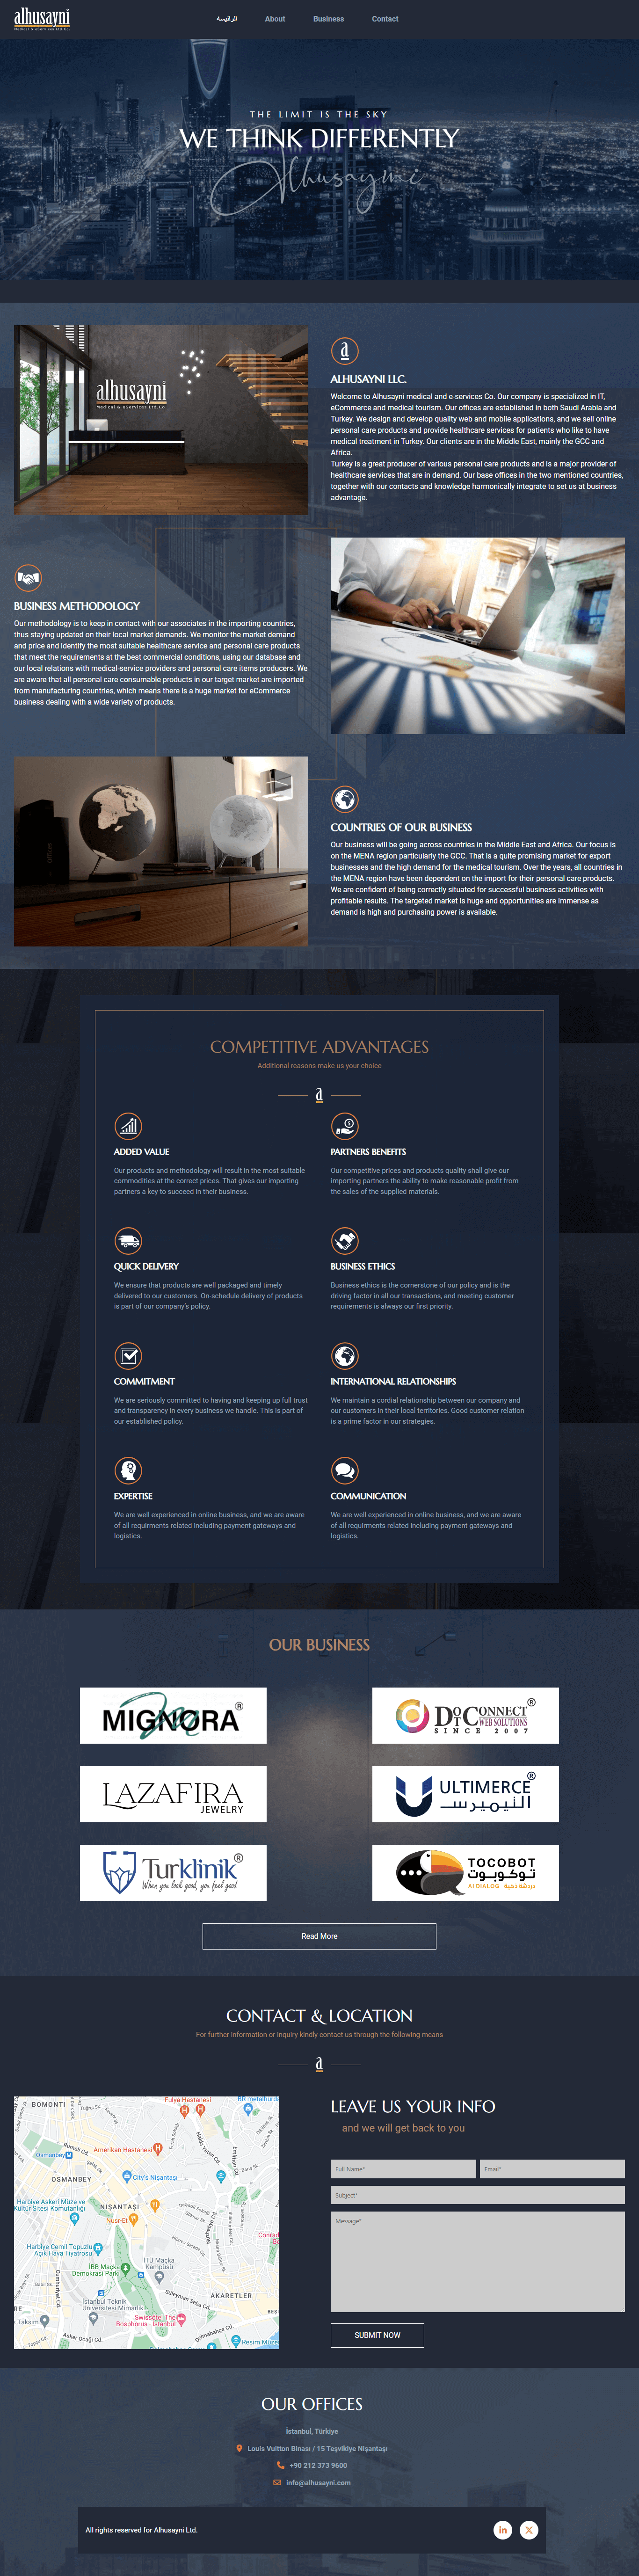 alhusayni
Medical & eServices Ltd.Co.
الرئيسة
About
Business
Contact
THE LIMIT IS THE SKY
WE THINK DIFFERENTLY
Alhusayni
alhusayni
Medical & eServices Ltd.Co.
ALHUSAYNI LLC.
Welcome to Alhusayni medical and e-services Co. Our company is specialized in IT,
eCommerce and medical tourism. Our offices are established in both Saudi Arabia and
Turkey. We design and develop quality web and mobile applications, and we sell online
personal care products and provide healthcare services for patients who like to have
medical treatment in Turkey. Our clients are in the Middle East, mainly the GCC and
Africa.
Turkey is a great producer of various personal care products and is a major provider of
healthcare services that are in demand. Our base offices in the two mentioned countries,
together with our contacts and knowledge harmonically integrate to set us at business
advantage.
BUSINESS METHODOLOGY
Our methodology is to keep in contact with our associates in the importing countries,
thus staying updated on their local market demands. We monitor the market demand
and price and identify the most suitable healthcare service and personal care products
that meet the requirements at the best commercial conditions, using our database and
our local relations with medical-service providers and personal care items producers. We
are aware that all personal care consumable products in our target market are imported
from manufacturing countries, which means there is a huge market for eCommerce
business dealing with a wide variety of products.
COUNTRIES OF OUR BUSINESS
Our business will be going across countries in the Middle East and Africa. Our focus is
on the MENA region particularly the GCC. That is a quite promising market for export
businesses and the high demand for the medical tourism. Over the years, all countries in
the MENA region have been dependent on the import for their personal care products.
We are confident of being correctly situated for successful business activities with
profitable results. The targeted market is huge and opportunities are immense as
demand is high and purchasing power is available.
COMPETITIVE ADVANTAGES
Additional reasons make us your choice
a
ADDED VALUE
Our products and methodology will result in the most suitable
commodities at the correct prices. That gives our importing
partners a key to succeed in their business.
PARTNERS BENEFITS
Our competitive prices and products quality shall give our
importing partners the ability to make reasonable profit from
the sales of the supplied materials.
QUICK DELIVERY
We ensure that products are well packaged and timely
delivered to our customers. On-schedule delivery of products
is part of our company's policy.
BUSINESS ETHICS
Business ethics is the cornerstone of our policy and is the
driving factor in all our transactions, and meeting customer
requirements is always our first priority.
COMMITMENT
We are seriously committed to having and keeping up full trust
and transparency in every business we handle. This is part of
our established policy.
INTERNATIONAL RELATIONSHIPS
We maintain a cordial relationship between our company and
our customers in their local territories. Good customer relation
is a prime factor in our strategies.
EXPERTISE
We are well experienced in online business, and we are aware
of all requirments related including payment gateways and
logistics.
COMMUNICATION
We are well experienced in online business, and we are aware
of all requirments related including payment gateways and
logistics.
OUR BUSINESS
MIGNORA®
DotConnect®
WEB SOLUTIONS
SINCE 2007
LAZAFIRA
JEWELRY
ULTIMERCE®
التيميرس
Turklinik®
When you look good, you feel good
TOCOBOT
توكوبوت
AI DIALOG دردشة ذكية
Read More
CONTACT & LOCATION
For further information or inquiry kindly contact us through the following means
a
BOMONTI
Fulya Hastanesi
BR metalhurda
Rumeli Cd.
Amerikan Hastanesi
Osmanbey
OSMANBEY
City's Nişantaşı
Harbiye Askeri Müze ve
Kültür Sitesi Komutanlığı
NİŞANTAŞI
Nusr-Et
Harbiye Cemil Topuzlu
Açık Hava Tiyatrosu
İBB Maçka
Demokrasi Parkı
İTÜ Maçka
Kampüsü
AKARETLER
İstanbul Teknik
Üniversitesi Mimarlık
Süleyman Seba Cd.
Taksim
Swissôtel The
Bosphorus - İstanbul
Asker Ocağı Cd.
Dolmabahçe Cd.
Resim Müze
LEAVE US YOUR INFO
and we will get back to you
Full Name*
Email*
Subject*
Message*
SUBMIT NOW
OUR OFFICES
İstanbul, Türkiye
Louis Vuitton Binası / 15 Teşvikiye Nişantaşı
+90 212 373 9600
info@alhusayni.com
All rights reserved for Alhusayni Ltd.
in
X